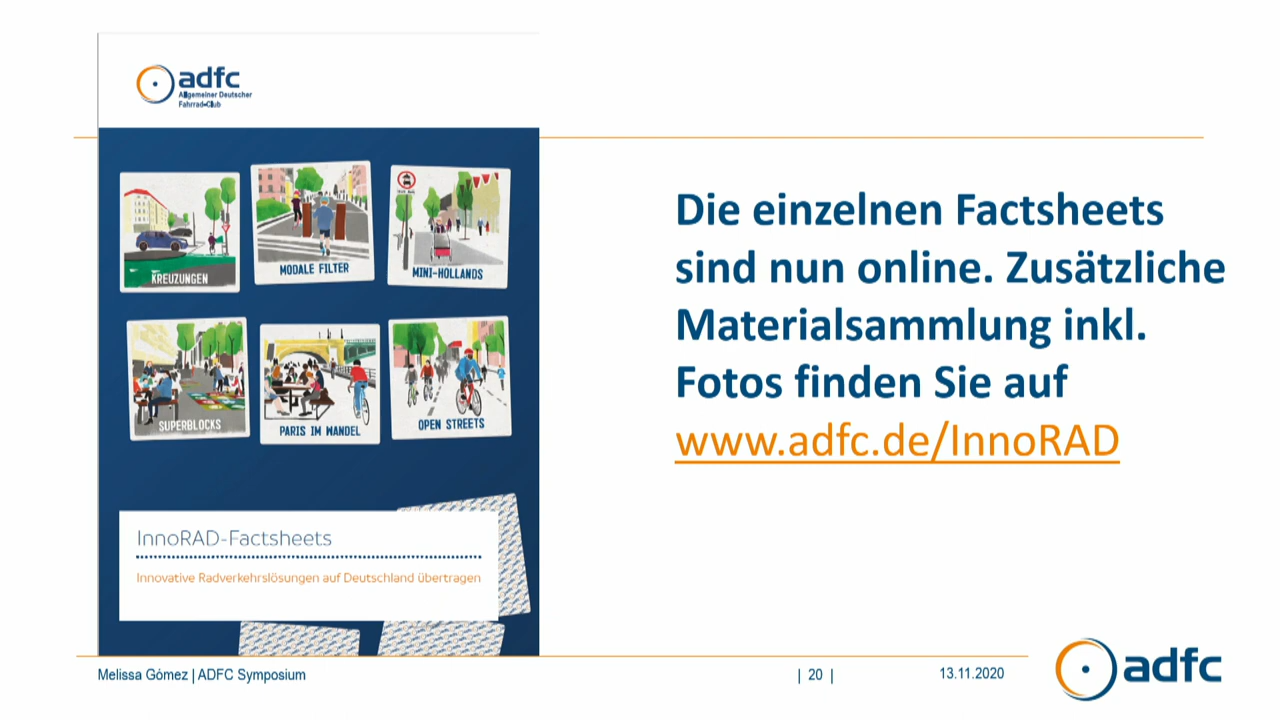 adfc
Allgemeiner Deutscher
Fahrrad-Club
KREUZUNGEN
MODALE FILTER
MINI-HOLLANDS
SUPERBLOCKS
PARIS IM WANDEL
OPEN STREETS
InnoRAD-Factsheets
Innovative Radverkehrslösungen auf Deutschland übertragen
Die einzelnen Factsheets
sind nun online. Zusätzliche
Materialsammlung inkl.
Fotos finden Sie auf
www.adfc.de/InnoRAD
Melissa Gómez | ADFC Symposium
| 20 |
13.11.2020
adfc